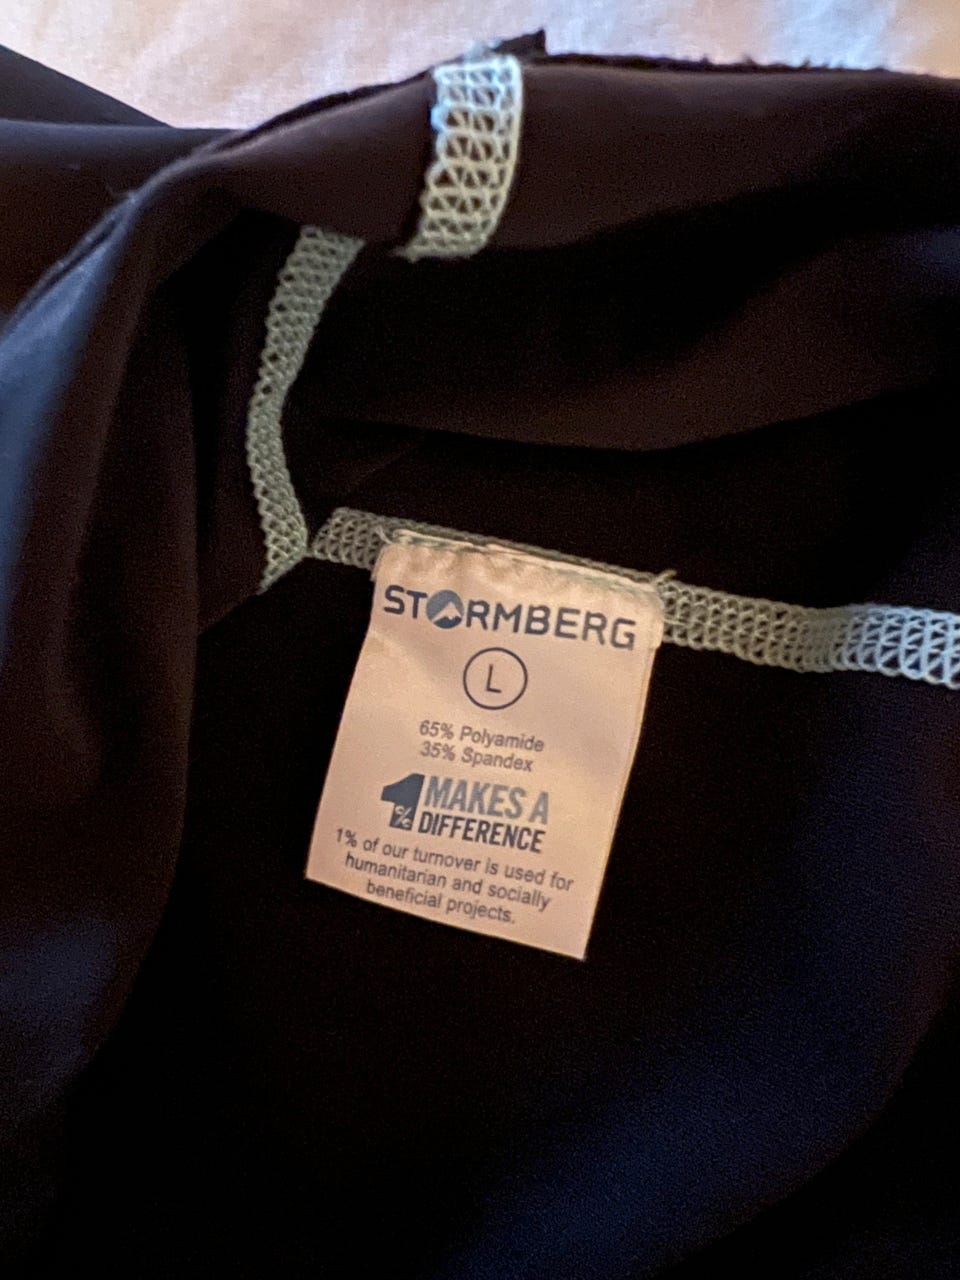 STORMBERG
L
65% Polyamide
35% Spandex
1% MAKES A
DIFFERENCE
1% of our turnover is used for
humanitarian and socially
beneficial projects.